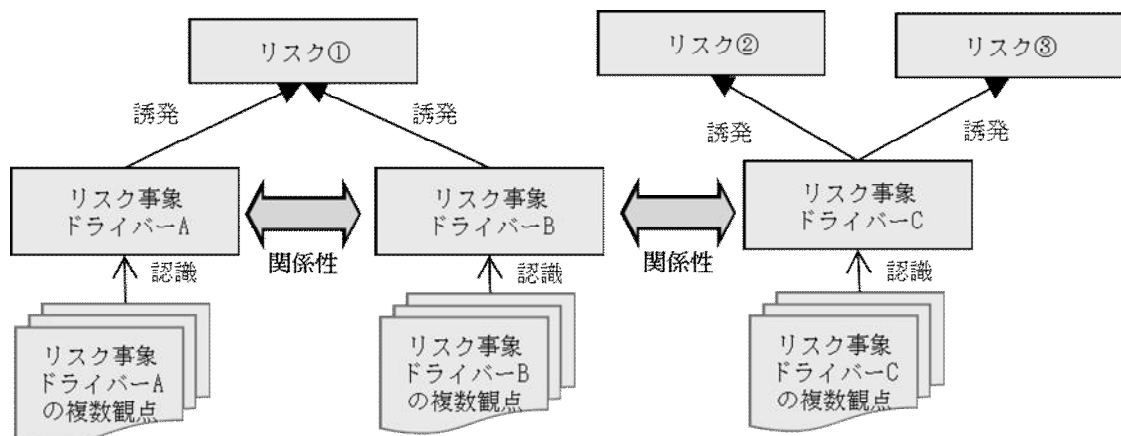 リスク①
リスク②
リスク③
誘発
誘発
誘発
誘発
リスク事象
ドライバーA
リスク事象
ドライバーB
リスク事象
ドライバーC
関係性
関係性
認識
認識
認識
リスク事象
ドライバーA
の複数観点
リスク事象
ドライバーB
の複数観点
リスク事象
ドライバーC
の複数観点